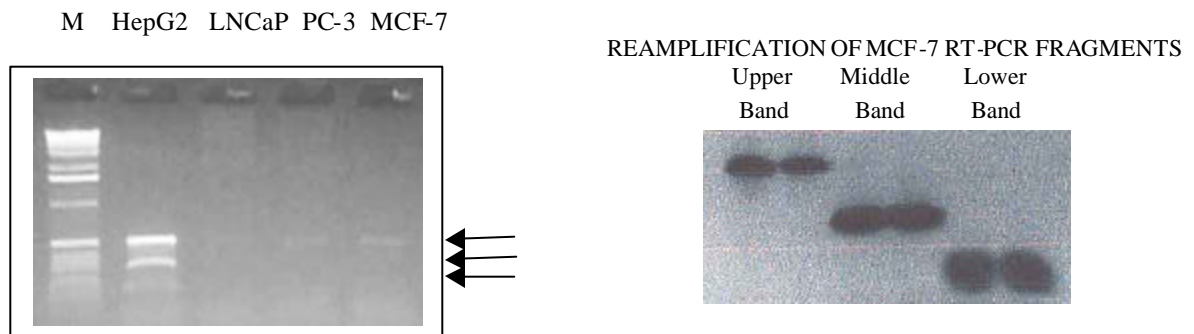 M HepG2 LNCaP PC-3 MCF-7
REAMPLIFICATION OF MCF-7 RT-PCR FRAGMENTS
Upper Middle Lower
Band Band Band